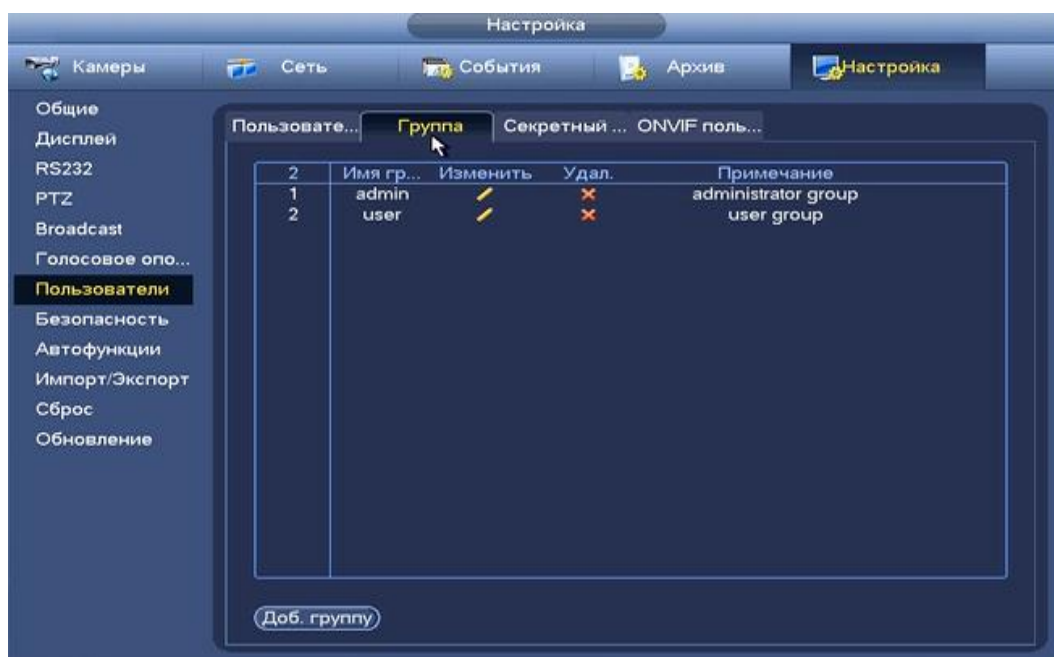 Настройка
Камеры Сеть События Архив Настройка
Общие
Дисплей
RS232
PTZ
Broadcast
Голосовое опо...
Пользователи
Безопасность
Автофункции
Импорт/Экспорт
Сброс
Обновление
Пользовате... Группа Секретный ... ONVIF поль...
2 Имя гр... Изменить Удал. Примечание
1 admin administrator group
2 user user group
Доб. группу